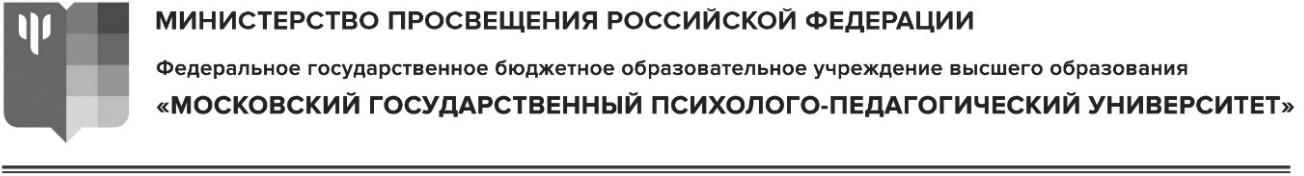 МИНИСТЕРСТВО ПРОСВЕЩЕНИЯ РОССИЙСКОЙ ФЕДЕРАЦИИ
Федеральное государственное бюджетное образовательное учреждение высшего образования
«МОСКОВСКИЙ ГОСУДАРСТВЕННЫЙ ПСИХОЛОГО-ПЕДАГОГИЧЕСКИЙ УНИВЕРСИТЕТ»